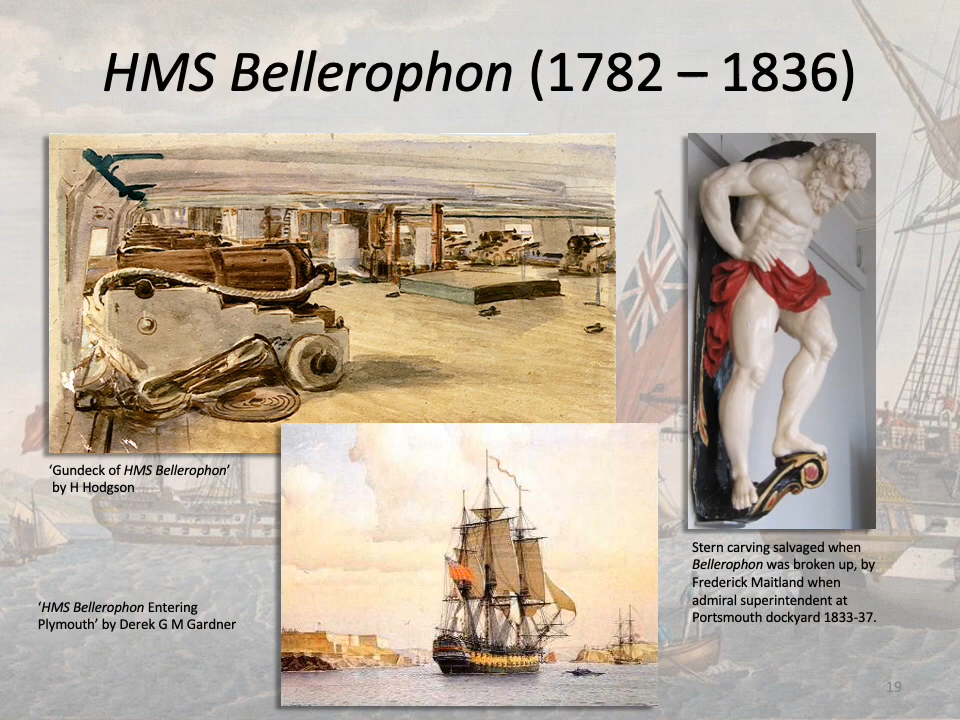 HMS Bellerophon (1782 – 1836)
‘Gundeck of HMS Bellerophon’
by H Hodgson
‘HMS Bellerophon Entering
Plymouth’ by Derek G M Gardner
Stern carving salvaged when
Bellerophon was broken up, by
Frederick Maitland when
admiral superintendent at
Portsmouth dockyard 1833-37.
19